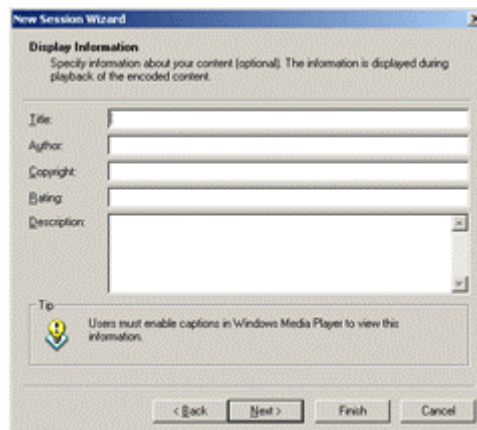 New Session Wizard
Display Information
Specify information about your content (optional). The information is displayed during
playback of the encoded content.
Title:
Author:
Copyright:
Rating:
Description:
Tip
Users must enable captions in Windows Media Player to view this
information.
< Back Next > Finish Cancel